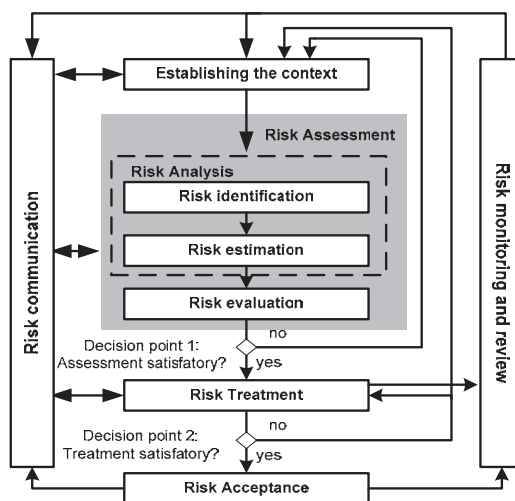 Establishing the context
Risk Assessment
Risk Analysis
Risk identification
Risk estimation
Risk evaluation
no
Decision point 1:
Assessment satisfatory?
yes
Risk Treatment
no
Decision point 2:
Treatment satisfactory?
yes
Risk Acceptance
Risk communication
Risk monitoring and review